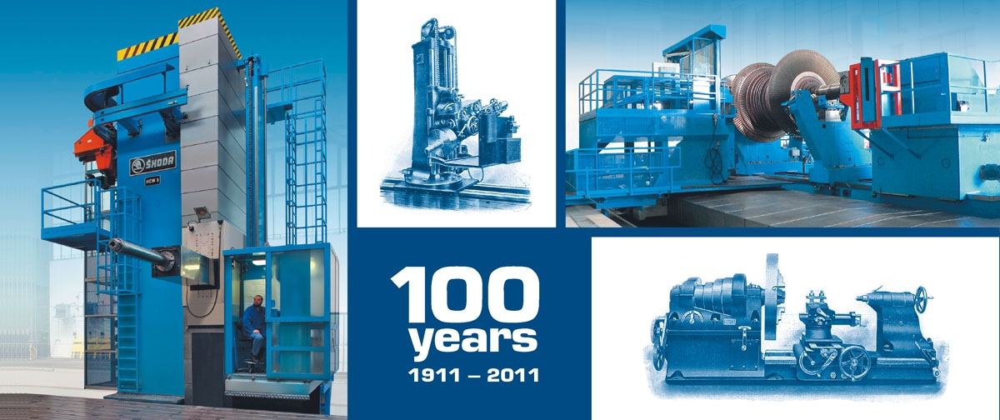 ŠKODA
HCW 3
100
years
1911 – 2011